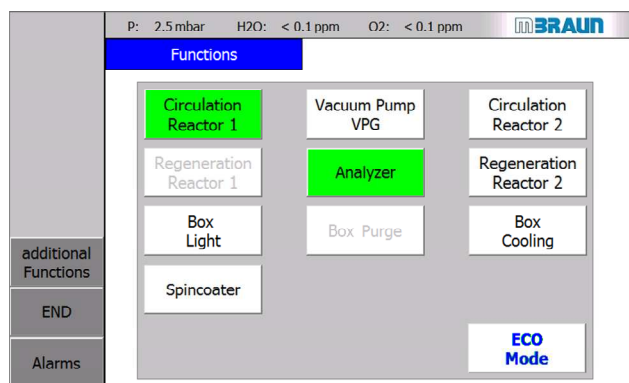 P: 2.5 mbar H2O: < 0.1 ppm O2: < 0.1 ppm mBRAUN
Functions
Circulation
Reactor 1
Vacuum Pump
VPG
Circulation
Reactor 2
Regeneration
Reactor 1
Analyzer
Regeneration
Reactor 2
Box
Light
Box Purge
Box
Cooling
Spincoater
ECO
Mode
additional
Functions
END
Alarms